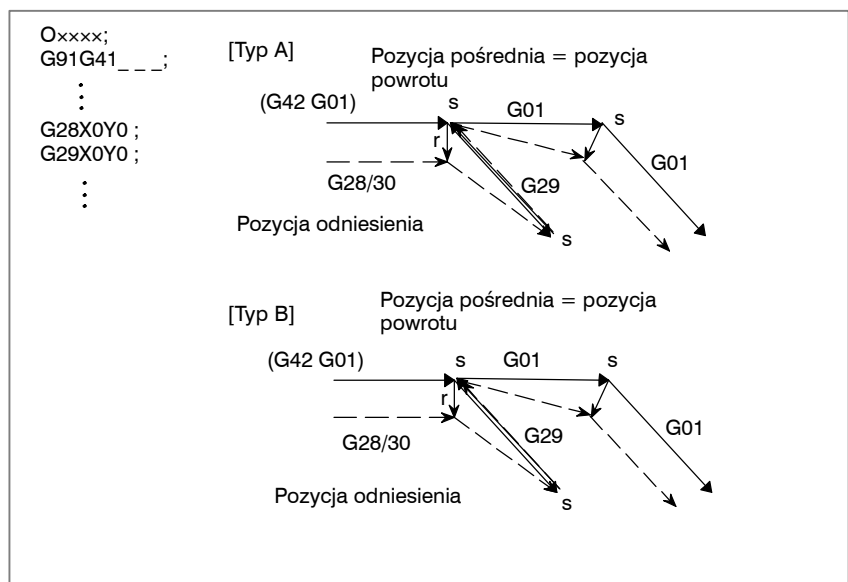 O××××;
G91G41_ _ _;
G28X0Y0 ;
G29X0Y0 ;
[Typ A]
Pozycja pośrednia = pozycja
powrotu
(G42 G01)
s
G01
s
r
G01
G28/30
G29
Pozycja odniesienia
s
[Typ B]
Pozycja pośrednia = pozycja
powrotu
(G42 G01)
s
G01
s
r
G01
G28/30
G29
Pozycja odniesienia
s